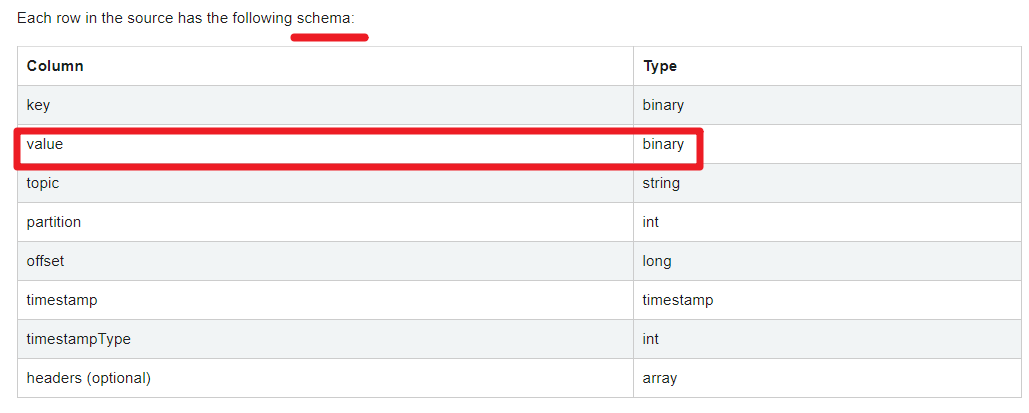 Each row in the source has the following schema:
Column Type
key binary
value binary
topic string
partition int
offset long
timestamp timestamp
timestampType int
headers (optional) array